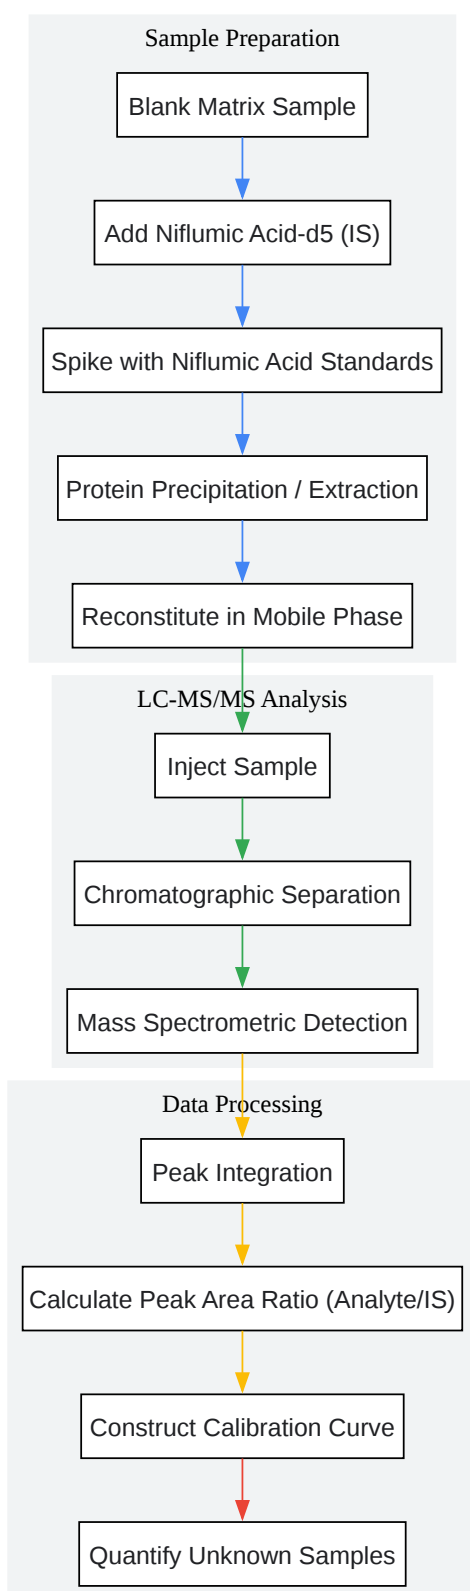 Sample Preparation
Blank Matrix Sample
Add Niflumic Acid-d5 (IS)
Spike with Niflumic Acid Standards
Protein Precipitation / Extraction
Reconstitute in Mobile Phase
LC-MS/MS Analysis
Inject Sample
Chromatographic Separation
Mass Spectrometric Detection
Data Processing
Peak Integration
Calculate Peak Area Ratio (Analyte/IS)
Construct Calibration Curve
Quantify Unknown Samples